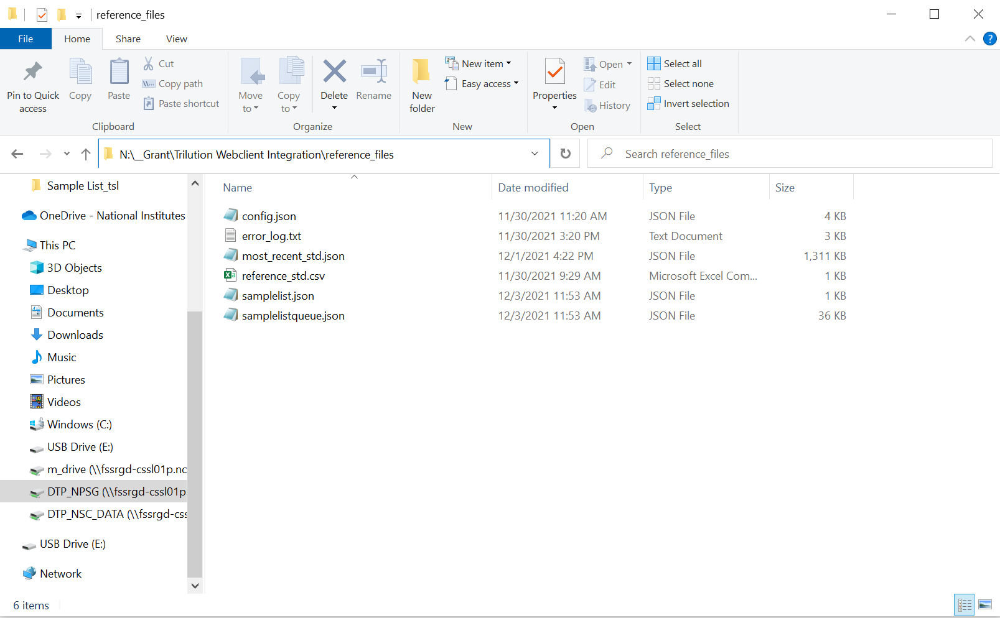 reference_files
File Home Share View
Pin to Quick access
Copy
Paste
Cut
Copy path
Paste shortcut
Clipboard
Move to
Copy to
Delete
Rename
Organize
New folder
New item
Easy access
New
Properties
Open
Edit
History
Open
Select all
Select none
Invert selection
Select
N:\__Grant\Trilution Webclient Integration\reference_files
Search reference_files
Sample List_tsl
OneDrive - National Institutes
This PC
3D Objects
Desktop
Documents
Downloads
Music
Pictures
Videos
Windows (C:)
USB Drive (E:)
m_drive (\\fssrgd-cssl01p.nc
DTP_NPSG (\\fssrgd-cssl01p
DTP_NSC_DATA (\\fssrgd-css
USB Drive (E:)
Network
Name Date modified Type Size
config.json 11/30/2021 11:20 AM JSON File 4 KB
error_log.txt 11/30/2021 3:20 PM Text Document 3 KB
most_recent_std.json 12/1/2021 4:22 PM JSON File 1,311 KB
reference_std.csv 11/30/2021 9:29 AM Microsoft Excel Com... 1 KB
samplelist.json 12/3/2021 11:53 AM JSON File 1 KB
samplelistqueue.json 12/3/2021 11:53 AM JSON File 36 KB
6 items